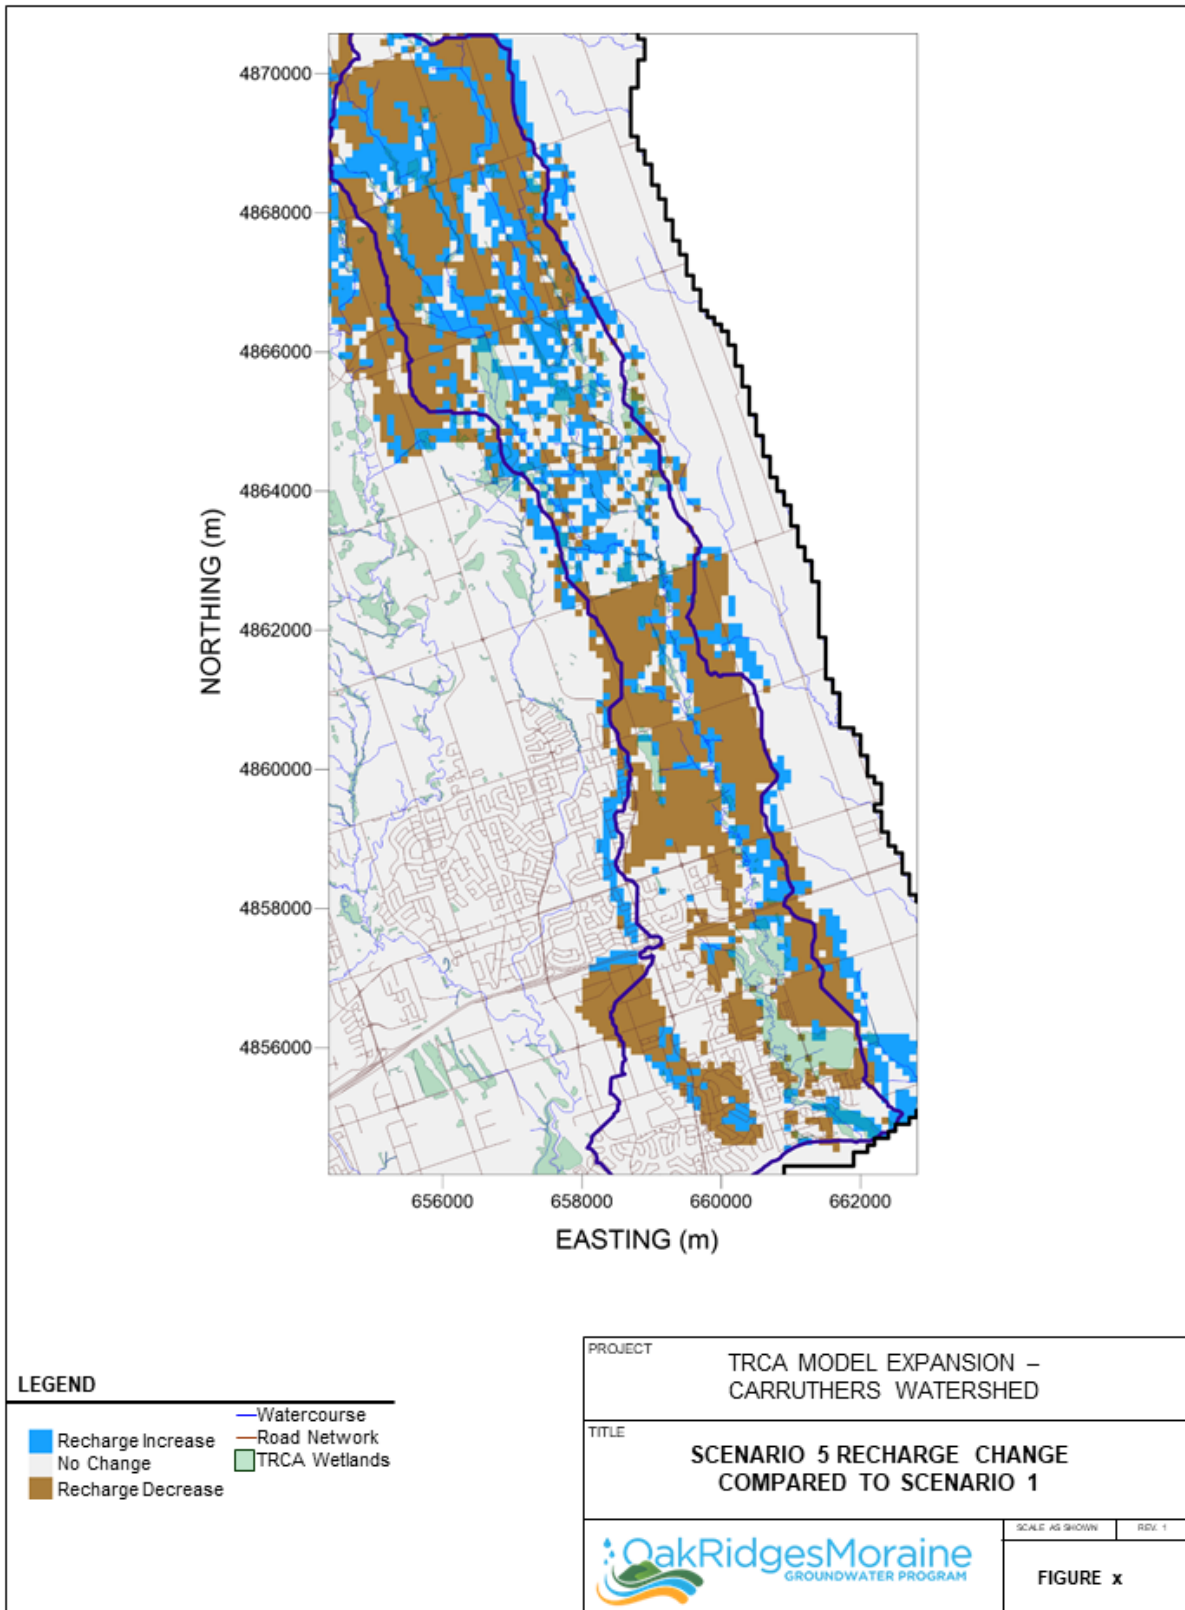 4870000
4868000
4866000
4864000
4862000
4860000
4858000
4856000
NORTHING (m)
656000
658000
660000
662000
EASTING (m)
LEGEND
Recharge Increase
No Change
Recharge Decrease
Watercourse
Road Network
TRCA Wetlands
PROJECT
TRCA MODEL EXPANSION –
CARRUTHERS WATERSHED
TITLE
SCENARIO 5 RECHARGE CHANGE
COMPARED TO SCENARIO 1
OakRidgesMoraine
GROUNDWATER PROGRAM
SCALE AS SHOWN
REV. 1
FIGURE x